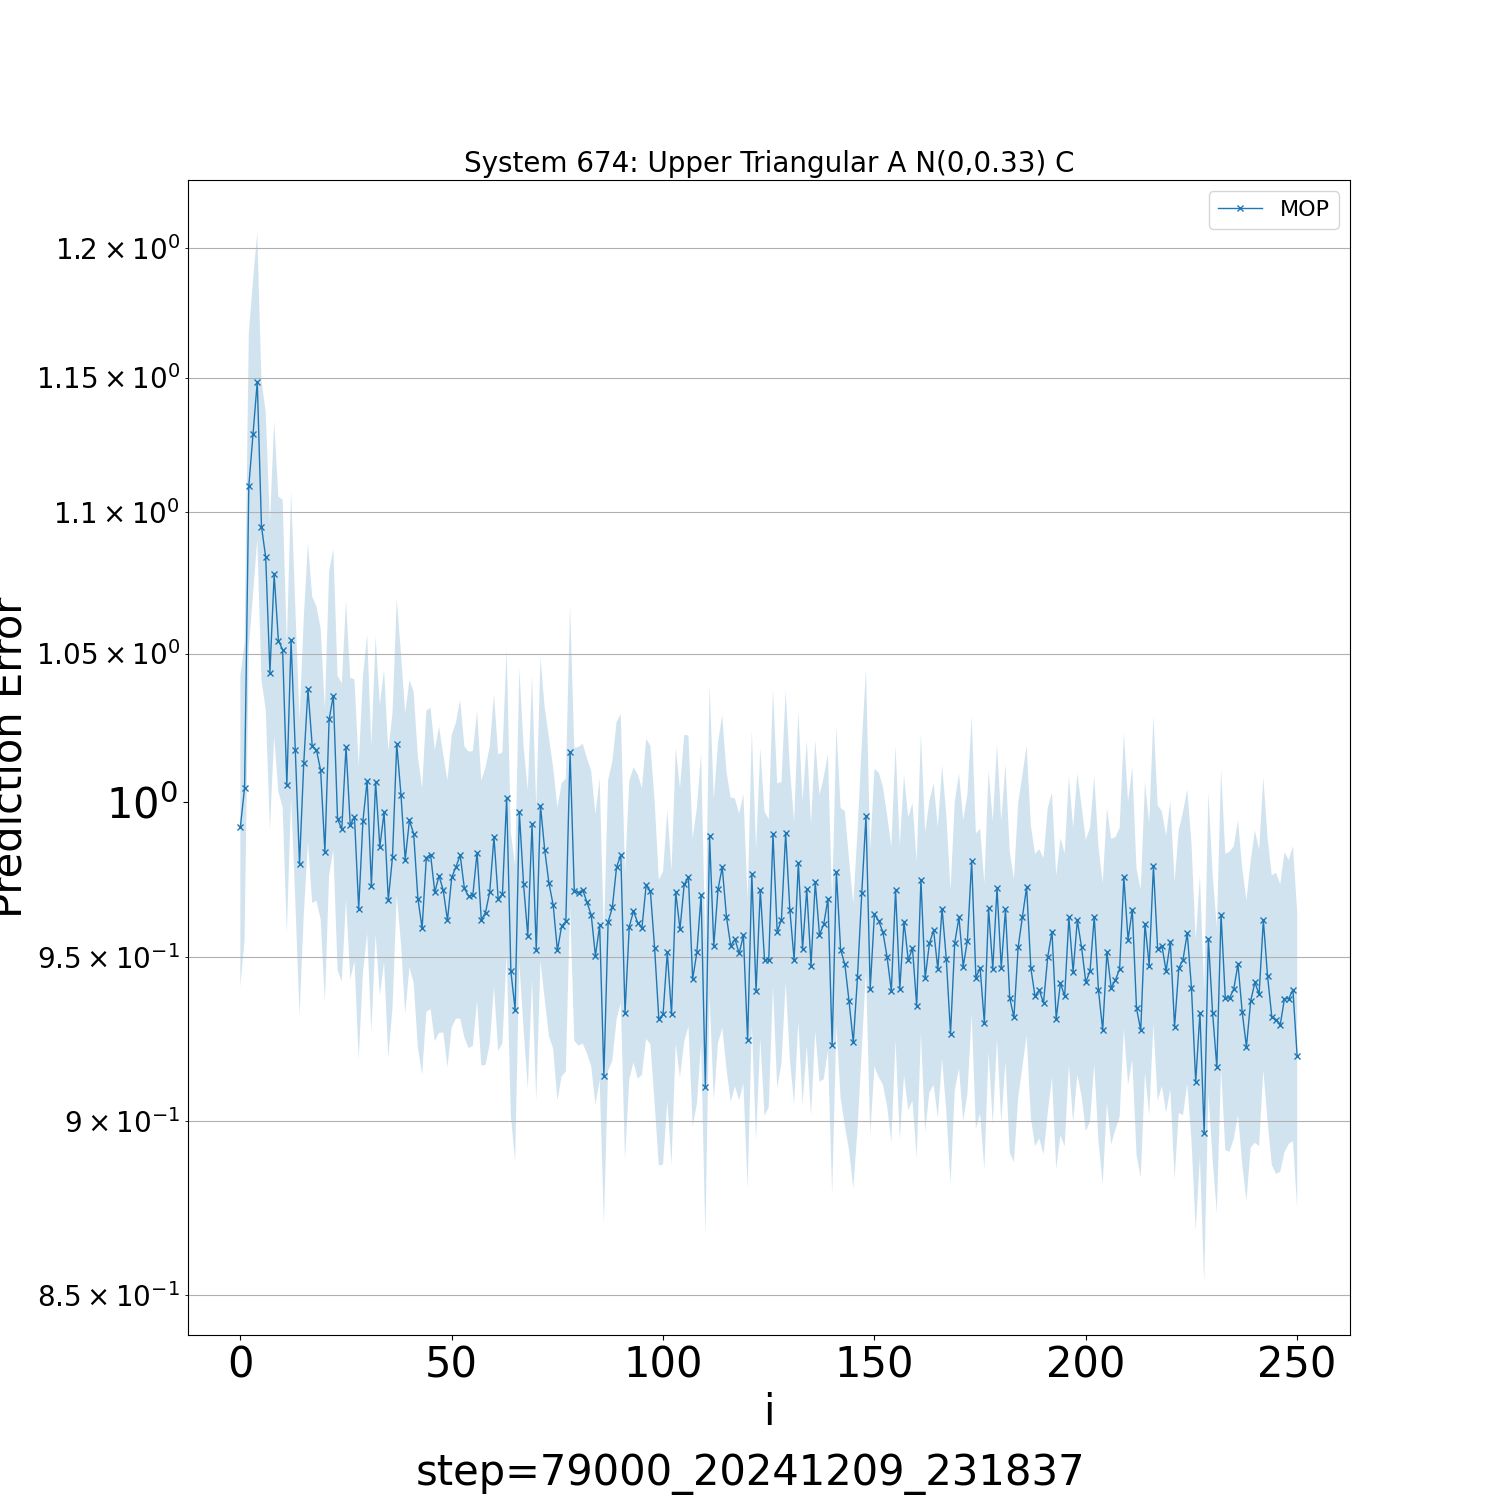 System 674: Upper Triangular A N(0,0.33) C
MOP
1.2 × 10⁰
1.15 × 10⁰
1.1 × 10⁰
1.05 × 10⁰
10⁰
9.5 × 10⁻¹
9 × 10⁻¹
8.5 × 10⁻¹
Prediction Error
0 50 100 150 200 250
i
step=79000_20241209_231837